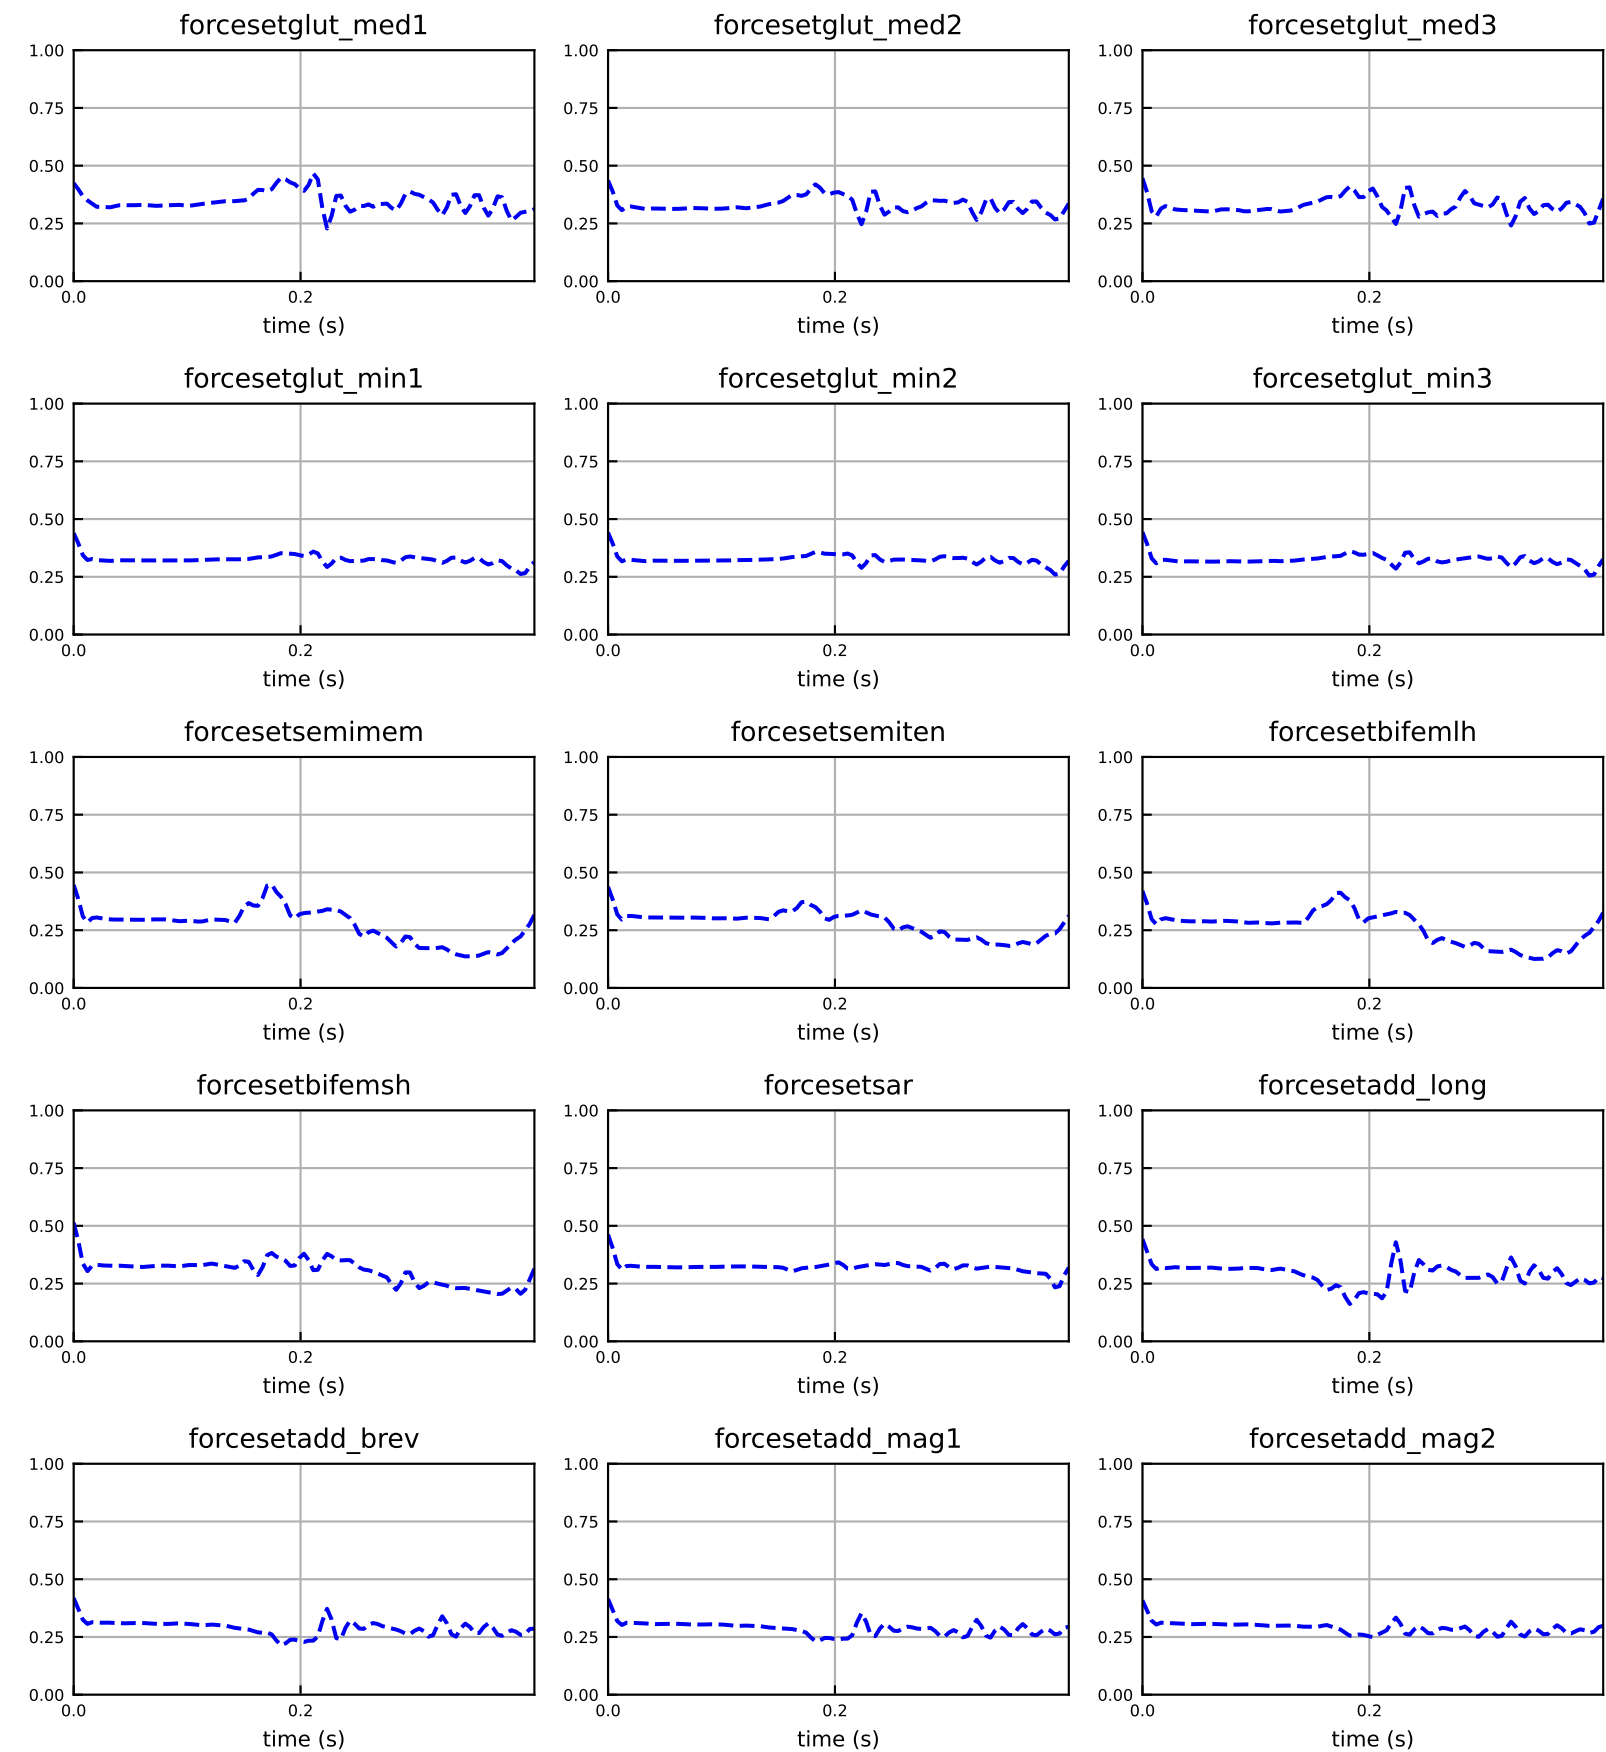 forcesetglut_med1 forcesetglut_med2 forcesetglut_med3
1.00 1.00 1.00
0.75 0.75 0.75
0.50 0.50 0.50
0.25 0.25 0.25
0.00 0.00 0.00
0.0 0.2 0.0 0.2 0.0 0.2
time (s) time (s) time (s)
forcesetglut_min1 forcesetglut_min2 forcesetglut_min3
1.00 1.00 1.00
0.75 0.75 0.75
0.50 0.50 0.50
0.25 0.25 0.25
0.00 0.00 0.00
0.0 0.2 0.0 0.2 0.0 0.2
time (s) time (s) time (s)
forcesetsemimem forcesetsemiten forcesetbifemlh
1.00 1.00 1.00
0.75 0.75 0.75
0.50 0.50 0.50
0.25 0.25 0.25
0.00 0.00 0.00
0.0 0.2 0.0 0.2 0.0 0.2
time (s) time (s) time (s)
forcesetbifemsh forcesetsar forcesetadd_long
1.00 1.00 1.00
0.75 0.75 0.75
0.50 0.50 0.50
0.25 0.25 0.25
0.00 0.00 0.00
0.0 0.2 0.0 0.2 0.0 0.2
time (s) time (s) time (s)
forcesetadd_brev forcesetadd_mag1 forcesetadd_mag2
1.00 1.00 1.00
0.75 0.75 0.75
0.50 0.50 0.50
0.25 0.25 0.25
0.00 0.00 0.00
0.0 0.2 0.0 0.2 0.0 0.2
time (s) time (s) time (s)